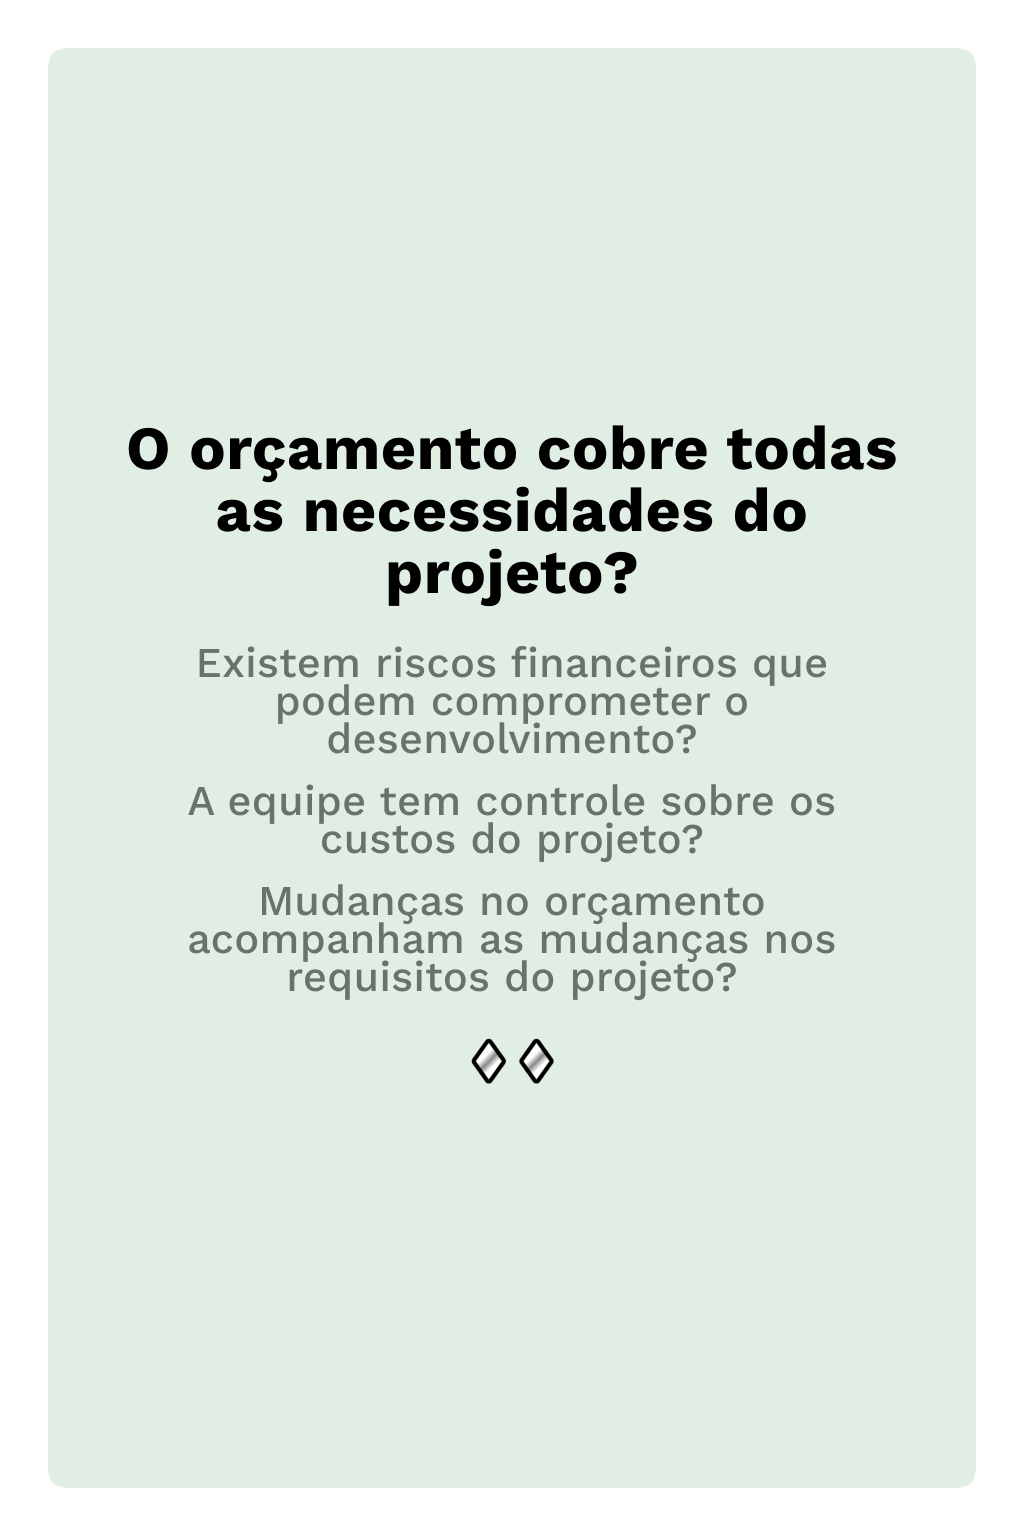 O orçamento cobre todas
as necessidades do
projeto?
Existem riscos financeiros que
podem comprometer o
desenvolvimento?
A equipe tem controle sobre os
custos do projeto?
Mudanças no orçamento
acompanham as mudanças nos
requisitos do projeto?